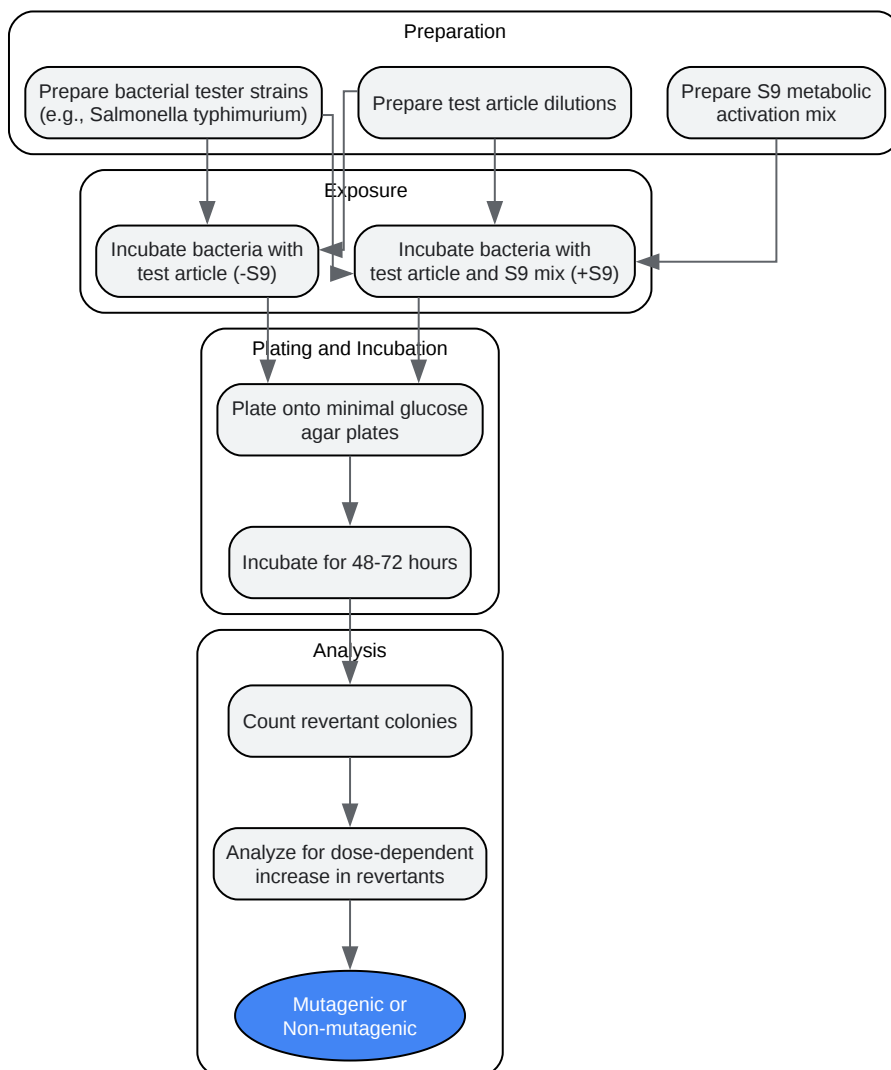 Preparation
Prepare bacterial tester strains
(e.g., Salmonella typhimurium)
Prepare test article dilutions
Prepare S9 metabolic
activation mix
Exposure
Incubate bacteria with
test article (-S9)
Incubate bacteria with
test article and S9 mix (+S9)
Plating and Incubation
Plate onto minimal glucose
agar plates
Incubate for 48-72 hours
Analysis
Count revertant colonies
Analyze for dose-dependent
increase in revertants
Mutagenic or
Non-mutagenic